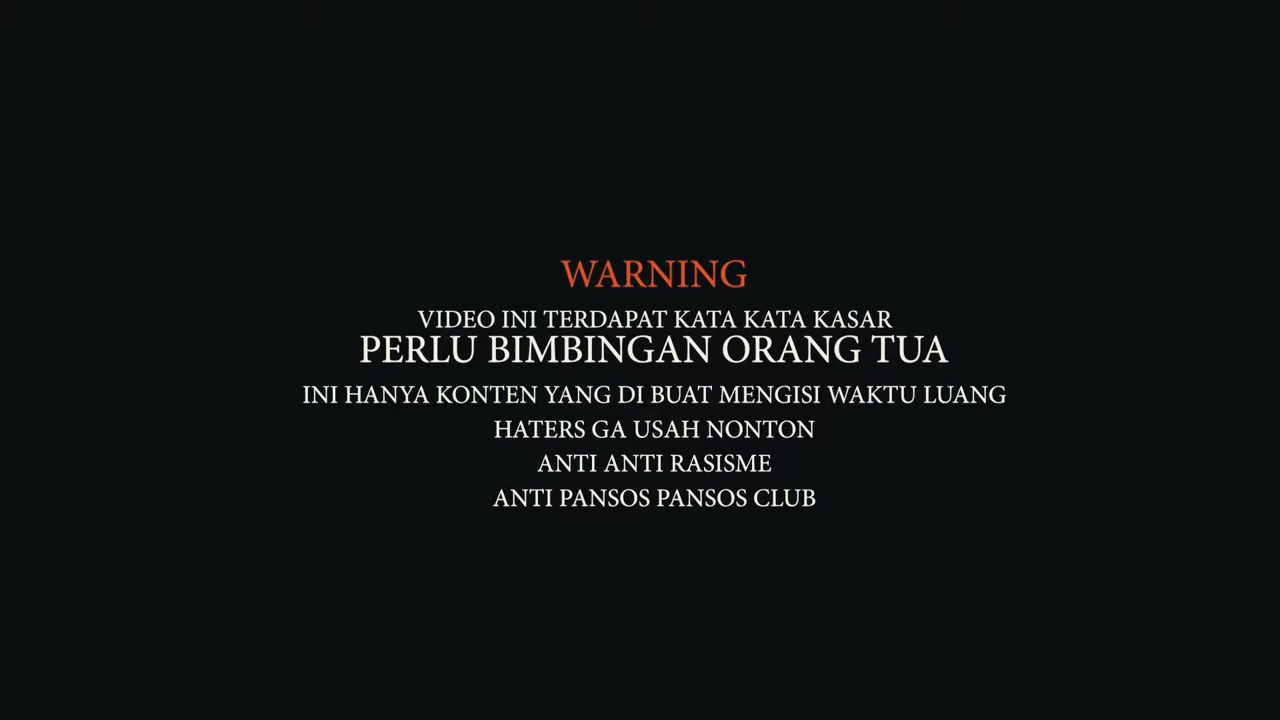 WARNING
VIDEO INI TERDAPAT KATA KATA KASAR
PERLU BIMBINGAN ORANG TUA
INI HANYA KONTEN YANG DI BUAT MENGISI WAKTU LUANG
HATERS GA USAH NONTON
ANTI ANTI RASISME
ANTI PANSOS PANSOS CLUB